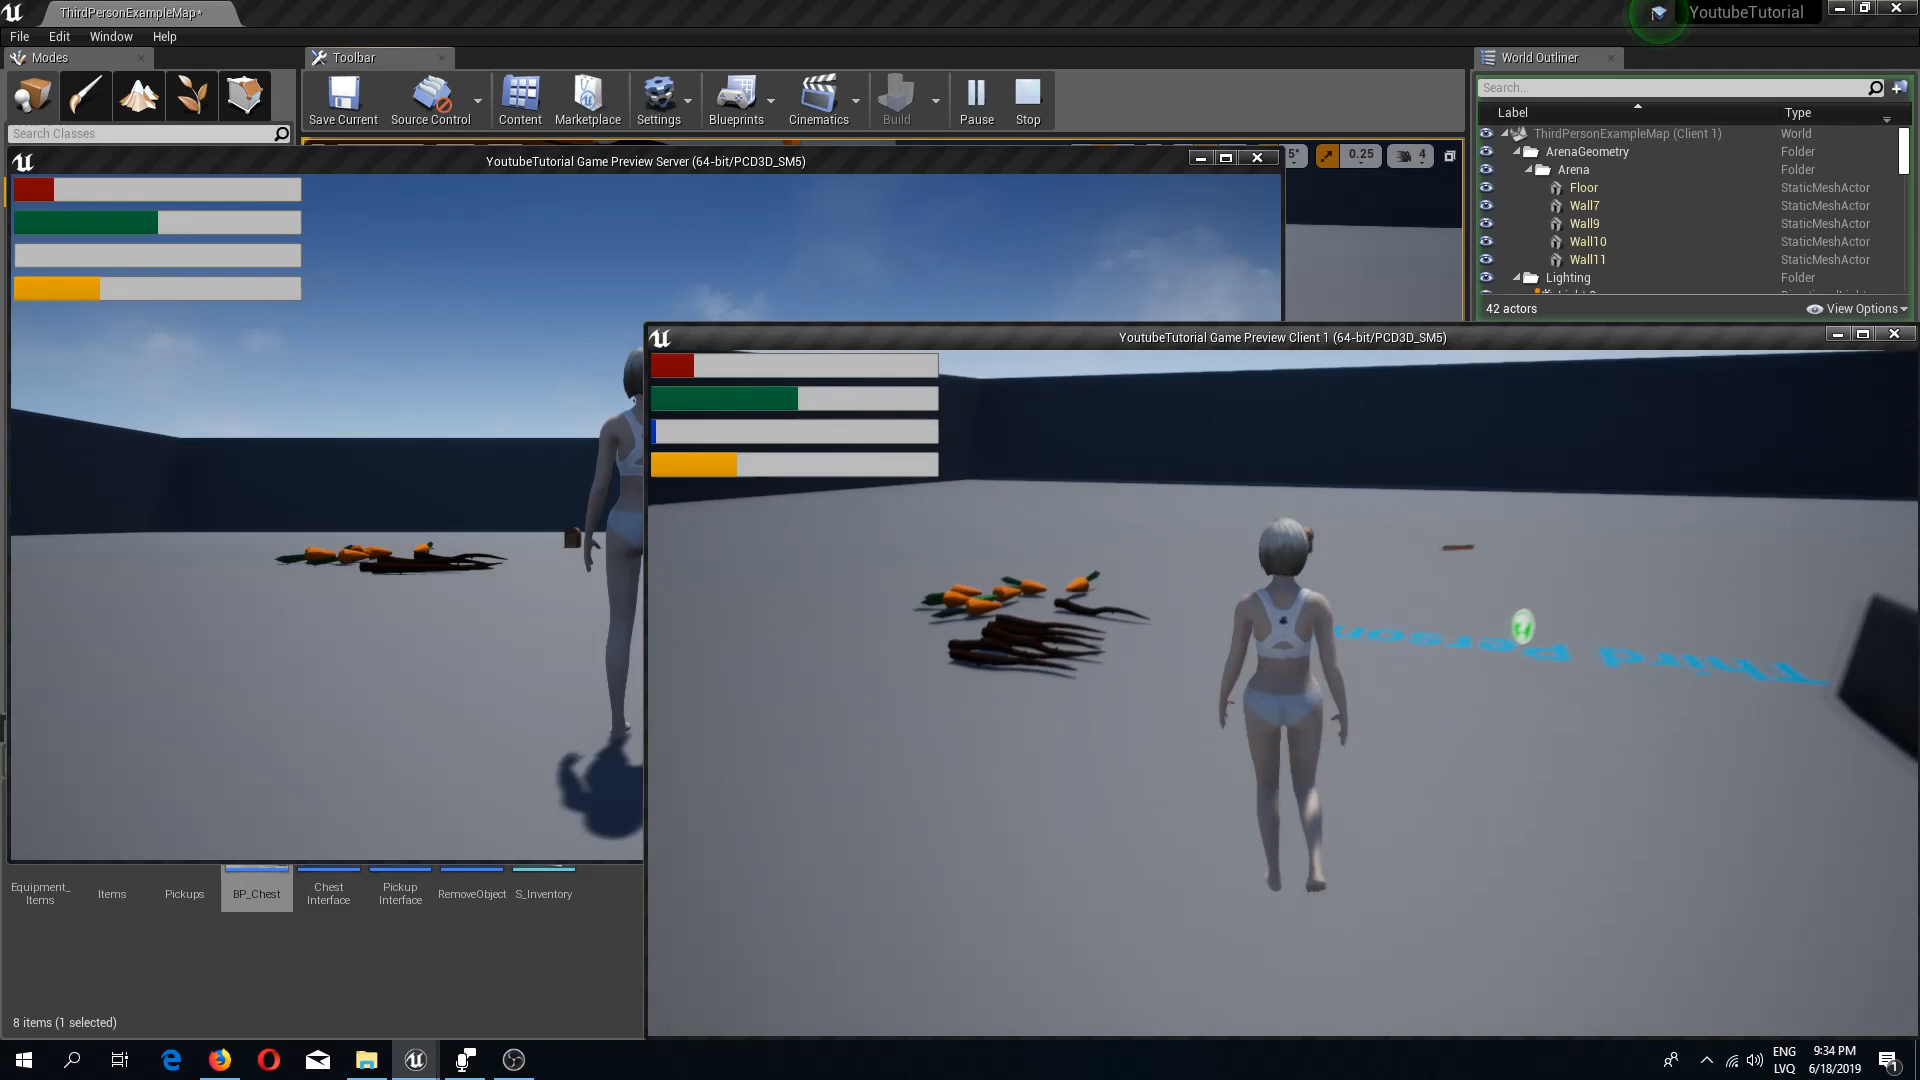 ThirdPersonExampleMap*
YoutubeTutorial
File Edit Window Help
Modes
Toolbar
World Outliner
Search...
Search Classes
Save Current
Source Control
Content
Marketplace
Settings
Blueprints
Cinematics
Build
Pause
Stop
Label Type
ThirdPersonExampleMap (Client 1) World
ArenaGeometry Folder
Arena Folder
Floor StaticMeshActor
Wall7 StaticMeshActor
Wall9 StaticMeshActor
Wall10 StaticMeshActor
Wall11 StaticMeshActor
Lighting Folder
42 actors
View Options
YoutubeTutorial Game Preview Server (64-bit/PCD3D_SM5)
5° 0.25 4
YoutubeTutorial Game Preview Client 1 (64-bit/PCD3D_SM5)
Third Person
Equipment_
Items
Items
Pickups
BP_Chest
Chest
Interface
Pickup
Interface
RemoveObject
S_Inventory
8 items (1 selected)
ENG
LVQ
9:34 PM
6/18/2019
1